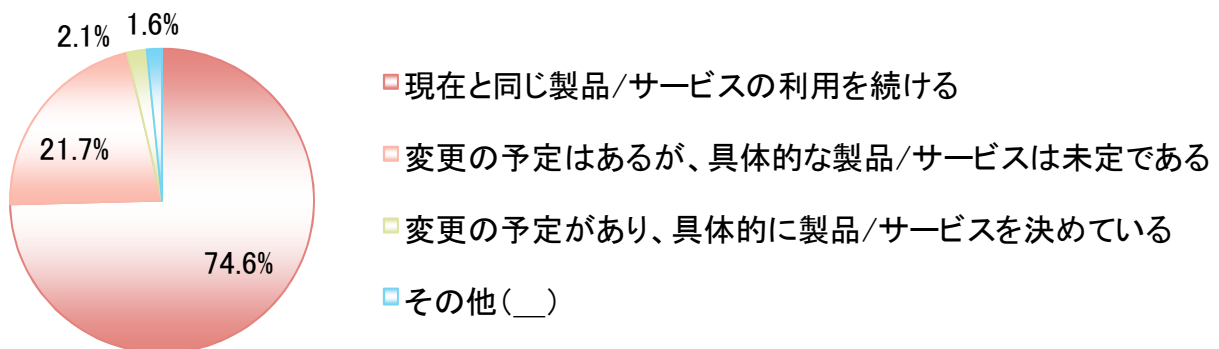 2.1%
1.6%
21.7%
74.6%
現在と同じ製品/サービスの利用を続ける
変更の予定はあるが、具体的な製品/サービスは未定である
変更の予定があり、具体的に製品/サービスを決めている
その他(__)